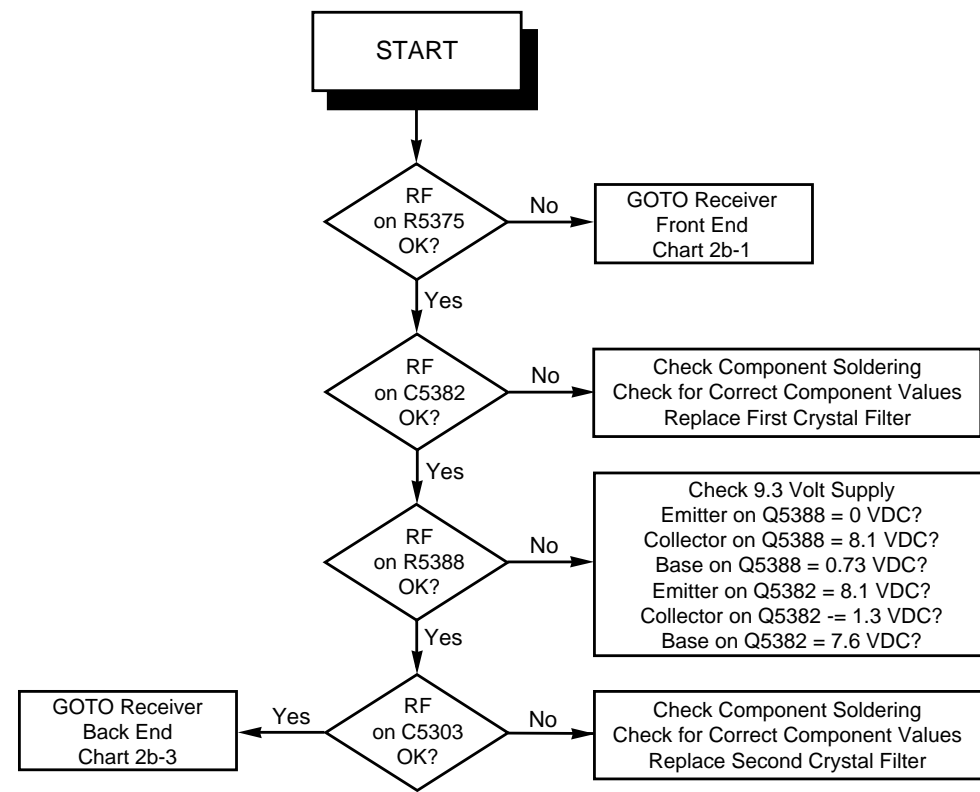 START
RF
on R5375
OK?
No
GOTO Receiver
Front End
Chart 2b-1
Yes
RF
on C5382
OK?
No
Check Component Soldering
Check for Correct Component Values
Replace First Crystal Filter
Yes
RF
on R5388
OK?
No
Check 9.3 Volt Supply
Emitter on Q5388 = 0 VDC?
Collector on Q5388 = 8.1 VDC?
Base on Q5388 = 0.73 VDC?
Emitter on Q5382 = 8.1 VDC?
Collector on Q5382 -= 1.3 VDC?
Base on Q5382 = 7.6 VDC?
Yes
RF
on C5303
OK?
Yes
GOTO Receiver
Back End
Chart 2b-3
No
Check Component Soldering
Check for Correct Component Values
Replace Second Crystal Filter